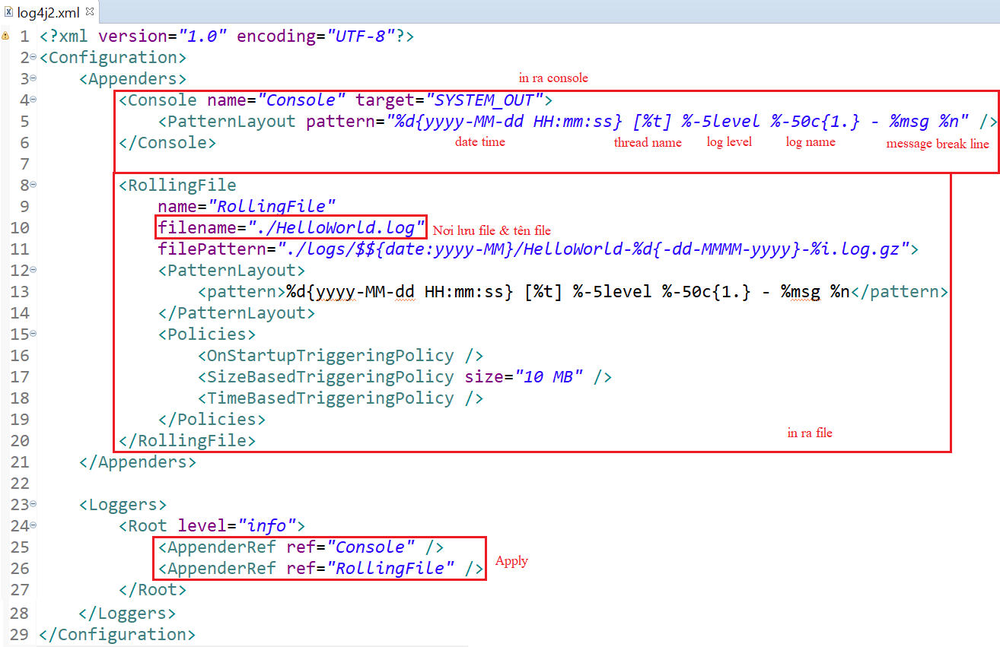 log4j2.xml
1 <?xml version="1.0" encoding="UTF-8"?>
2 <Configuration>
3     <Appenders>
in ra console
4         <Console name="Console" target="SYSTEM_OUT">
5             <PatternLayout pattern="%d{yyyy-MM-dd HH:mm:ss} [%t] %-5level %-50c{1.} - %msg %n" />
6         </Console>
date time thread name log level log name message break line
7
8         <RollingFile
9             name="RollingFile"
10             filename="./HelloWorld.log" Nơi lưu file & tên file
11             filePattern="./logs/$${date:yyyy-MM}/HelloWorld-%d{-dd-MMMM-yyyy}-%i.log.gz">
12             <PatternLayout>
13                 <pattern>%d{yyyy-MM-dd HH:mm:ss} [%t] %-5level %-50c{1.} - %msg %n</pattern>
14             </PatternLayout>
15             <Policies>
16                 <OnStartupTriggeringPolicy />
17                 <SizeBasedTriggeringPolicy size="10 MB" />
18                 <TimeBasedTriggeringPolicy />
19             </Policies>
20         </RollingFile>
in ra file
21     </Appenders>
22
23     <Loggers>
24         <Root level="info">
25             <AppenderRef ref="Console" />
26             <AppenderRef ref="RollingFile" />
Apply
27         </Root>
28     </Loggers>
29 </Configuration>